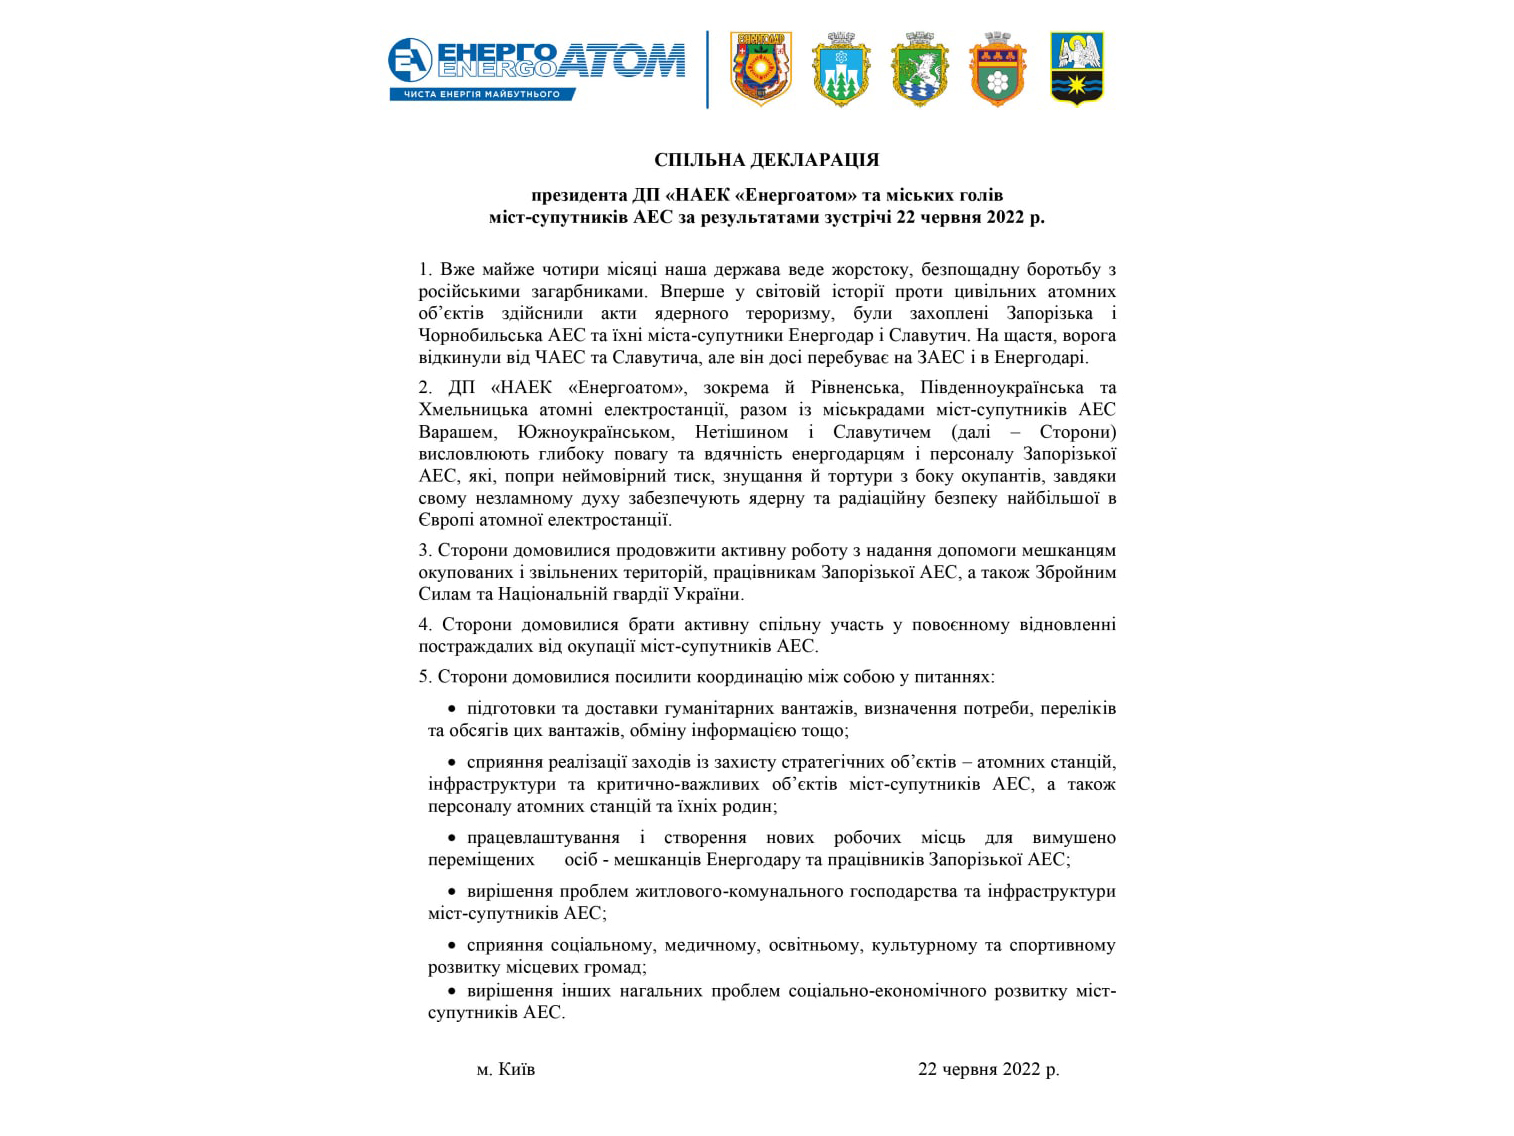 ЕНЕРГО
ENERGO АТОМ
ЧИСТА ЕНЕРГІЯ МАЙБУТНЬОГО
ЕНЕРГОДАР
СПІЛЬНА ДЕКЛАРАЦІЯ
президента ДП «НАЕК «Енергоатом» та міських голів
міст-супутників АЕС за результатами зустрічі 22 червня 2022 р.
1. Вже майже чотири місяці наша держава веде жорстоку, безпощадну боротьбу з
російськими загарбниками. Вперше у світовій історії проти цивільних атомних
об’єктів здійснили акти ядерного тероризму, були захоплені Запорізька і
Чорнобильська АЕС та їхні міста-супутники Енергодар і Славутич. На щастя, ворога
відкинули від ЧАЕС та Славутича, але він досі перебуває на ЗАЕС і в Енергодарі.
2. ДП «НАЕК «Енергоатом», зокрема й Рівненська, Південноукраїнська та
Хмельницька атомні електростанції, разом із міськрадами міст-супутників АЕС
Варашем, Южноукраїнськом, Нетішином і Славутичем (далі – Сторони)
висловлюють глибоку повагу та вдячність енергодарцям і персоналу Запорізької
АЕС, які, попри неймовірний тиск, знущання й тортури з боку окупантів, завдяки
свому незламному духу забезпечують ядерну та радіаційну безпеку найбільшої в
Європі атомної електростанції.
3. Сторони домовилися продовжити активну роботу з надання допомоги мешканцям
окупованих і звільнених територій, працівникам Запорізької АЕС, а також Збройним
Силам та Національній гвардії України.
4. Сторони домовилися брати активну спільну участь у повоєнному відновленні
постраждалих від окупації міст-супутників АЕС.
5. Сторони домовилися посилити координацію між собою у питаннях:
• підготовки та доставки гуманітарних вантажів, визначення потреби, переліків
та обсягів цих вантажів, обміну інформацією тощо;
• сприяння реалізації заходів із захисту стратегічних об’єктів – атомних станцій,
інфраструктури та критично-важливих об’єктів міст-супутників АЕС, а також
персоналу атомних станцій та їхніх родин;
• працевлаштування і створення нових робочих місць для вимушено
переміщених осіб - мешканців Енергодару та працівників Запорізької АЕС;
• вирішення проблем житлового-комунального господарства та інфраструктури
міст-супутників АЕС;
• сприяння соціальному, медичному, освітньому, культурному та спортивному
розвитку місцевих громад;
• вирішення інших нагальних проблем соціально-економічного розвитку міст-
супутників АЕС.
м. Київ 22 червня 2022 р.